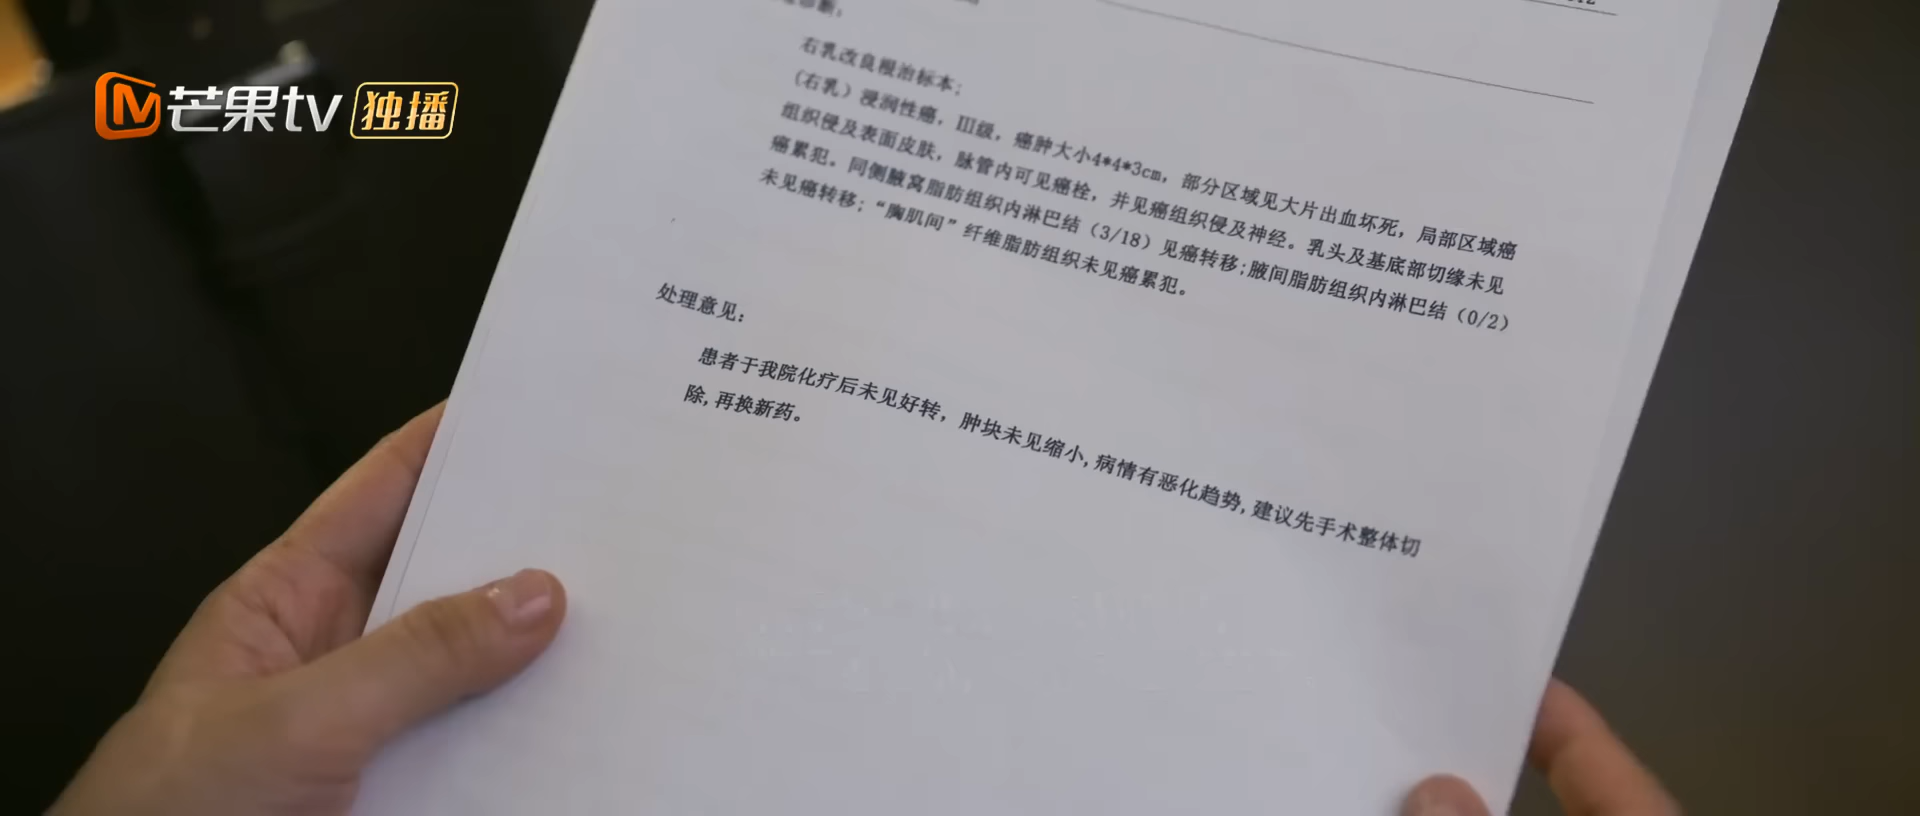 芒果tv 独播
右乳改良根治标本：
（右乳）浸润性癌，III级，癌肿大小4*4*3cm，部分区域见大片出血坏死，局部区域癌
组织侵及表面皮肤，脉管内可见癌栓，并见癌组织侵及神经。乳头及基底部切缘未见
癌累犯。同侧腋窝脂肪组织内淋巴结（3/18）见癌转移;腋间脂肪组织内淋巴结（0/2）
未见癌转移；“胸肌间”纤维脂肪组织未见癌累犯。
处理意见：
患者于我院化疗后未见好转，肿块未见缩小,病情有恶化趋势,建议先手术整体切
除,再换新药。